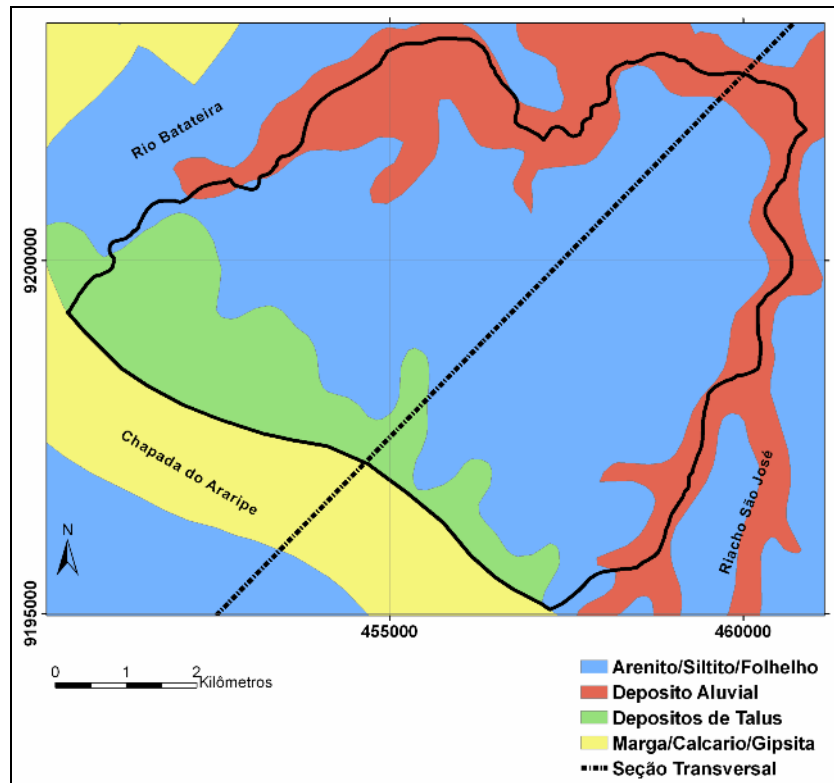 Rio Batateira
9200000
Chapada do Araripe
Riacho São José
N
9195000
455000
460000
0
1
2
Kilômetros
Arenito/Siltito/Folhelho
Deposito Aluvial
Depositos de Talus
Marga/Calcario/Gipsita
Seção Transversal